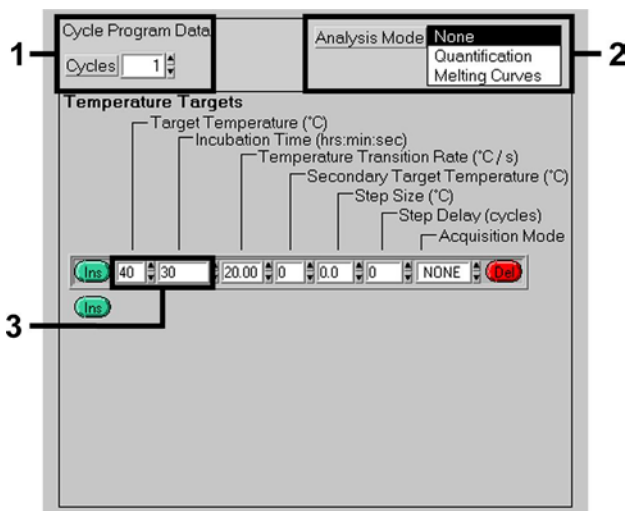 Cycle Program Data
Cycles 1
Analysis Mode None
Quantification
Melting Curves
1
2
Temperature Targets
Target Temperature (°C)
Incubation Time (hrs:min:sec)
Temperature Transition Rate (°C / s)
Secondary Target Temperature (°C)
Step Size (°C)
Step Delay (cycles)
Acquisition Mode
Ins 40 30 20.00 0 0.0 0 NONE Del
Ins
3